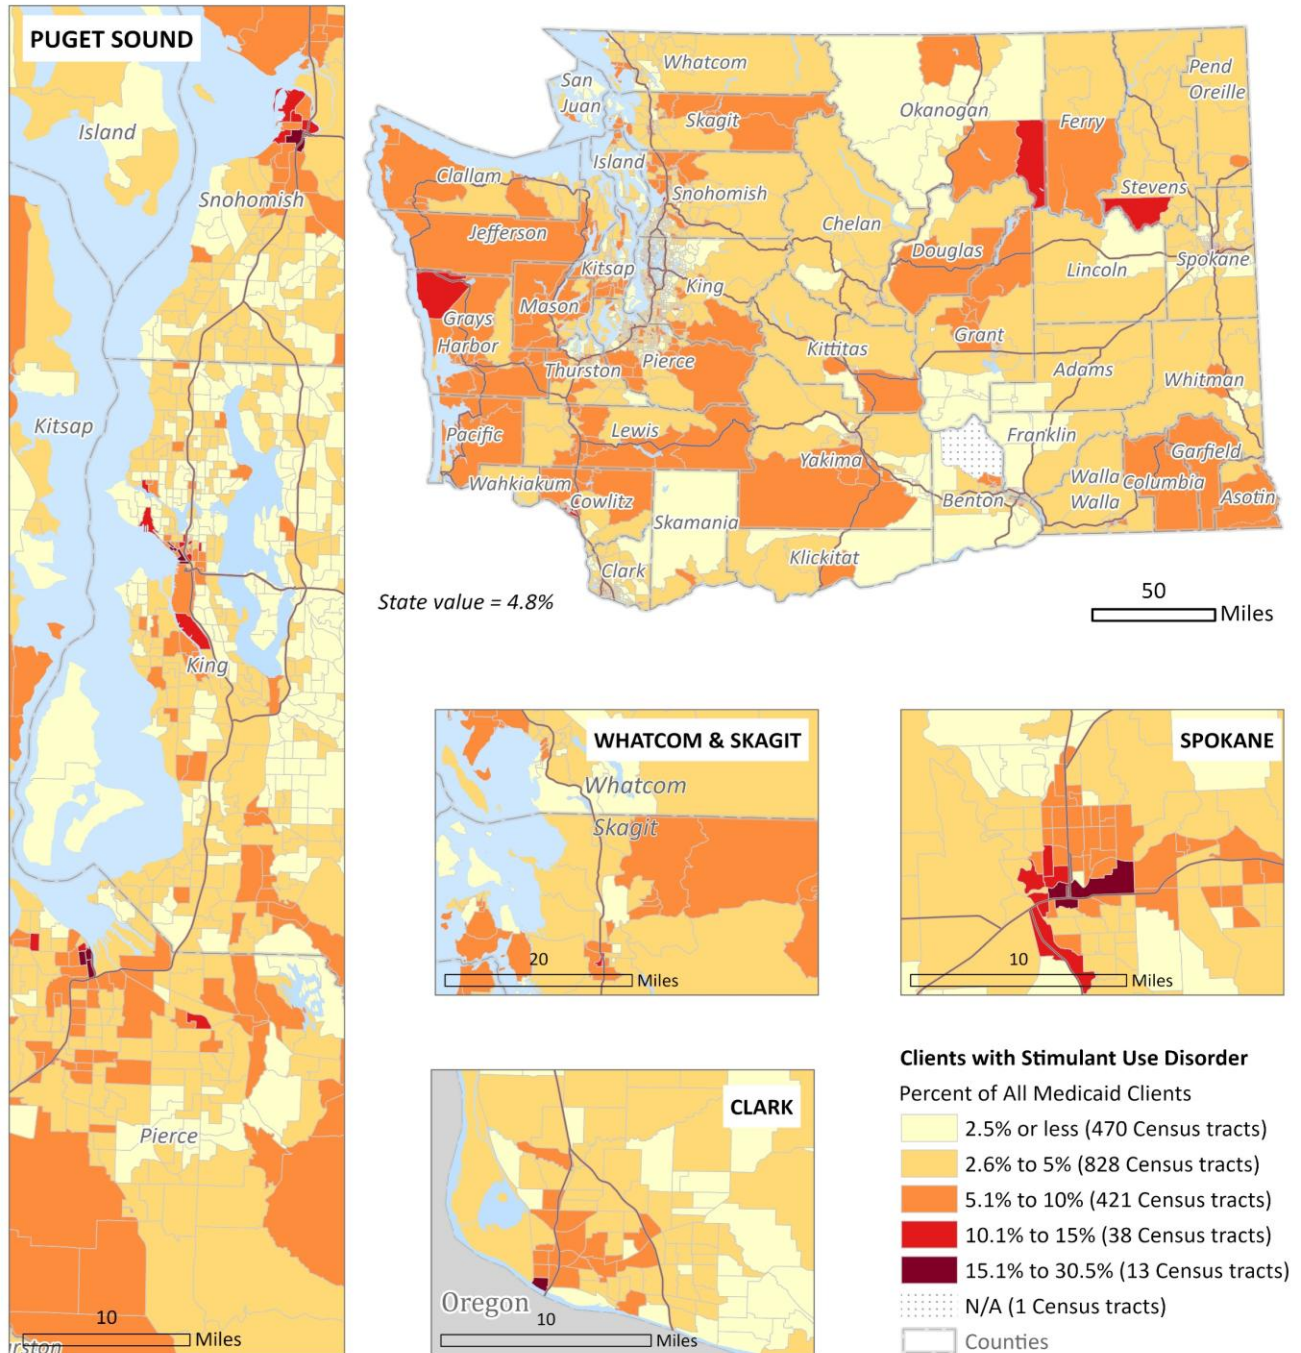 PUGET SOUND
Island
Snohomish
Kitsap
King
Pierce
10
Miles
urston
San
Juan
Whatcom
Skagit
Island
Snohomish
Clallam
Jefferson
Kitsap
King
Mason
Grays
Harbor
Thurston
Pierce
Pacific
Lewis
Wahkiakum
Cowlitz
Skamania
Clark
Okanogan
Ferry
Pend
Oreille
Stevens
Chelan
Douglas
Lincoln
Spokane
Grant
Kittitas
Adams
Whitman
Yakima
Franklin
Benton
Walla
Walla
Columbia
Garfield
Asotin
Klickitat
State value = 4.8%
50
Miles
WHATCOM & SKAGIT
Whatcom
Skagit
20
Miles
SPOKANE
10
Miles
CLARK
Oregon
10
Miles
Clients with Stimulant Use Disorder
Percent of All Medicaid Clients
2.5% or less (470 Census tracts)
2.6% to 5% (828 Census tracts)
5.1% to 10% (421 Census tracts)
10.1% to 15% (38 Census tracts)
15.1% to 30.5% (13 Census tracts)
N/A (1 Census tracts)
Counties